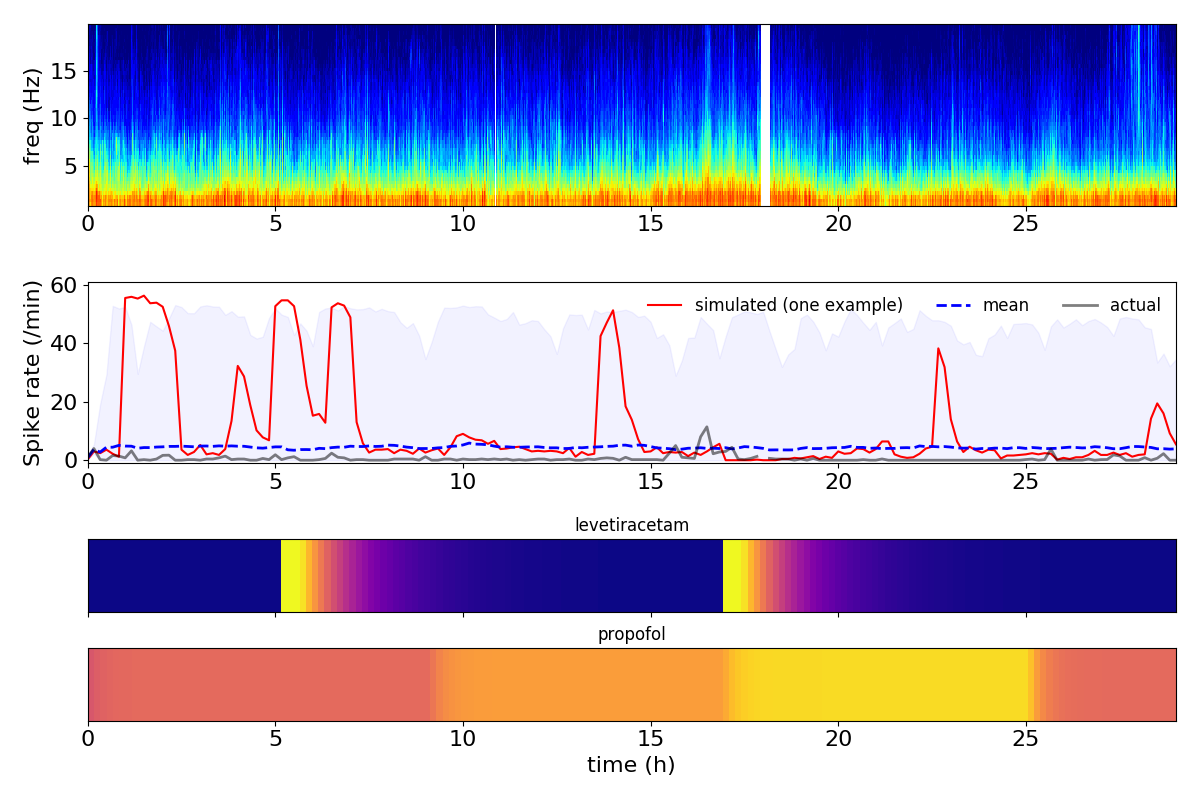 freq (Hz)
15
10
5
0 5 10 15 20 25
Spike rate (/min)
60
40
20
0
simulated (one example) mean actual
0 5 10 15 20 25
levetiracetam
propofol
0 5 10 15 20 25
time (h)